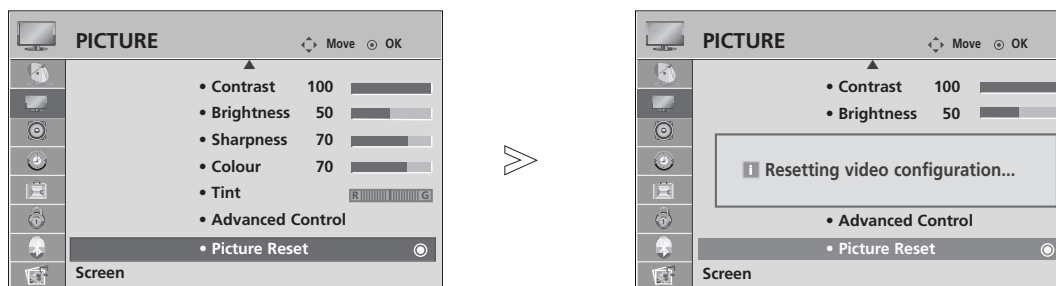 PICTURE
Move OK
• Contrast 100
• Brightness 50
• Sharpness 70
• Colour 70
• Tint R G
• Advanced Control
• Picture Reset
Screen
PICTURE
Move OK
• Contrast 100
• Brightness 50
i Resetting video configuration...
• Advanced Control
• Picture Reset
Screen